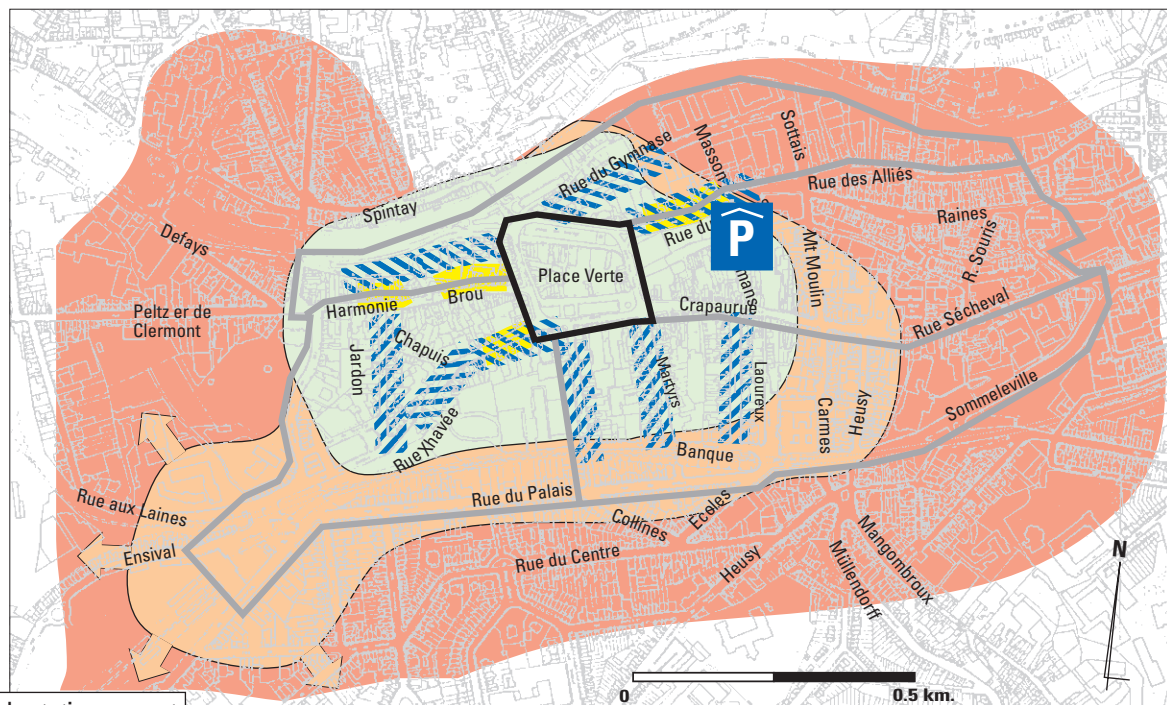 Spintay
Rue du Gymnase
Masson
Sottais
Rue des Alliés
Raines
R. Souris
Defays
Rue du
P
Place Verte
Mt Moulin
Peltz er de
Clermont
Harmonie
Brou
Crapaurue
Rue Sécheval
Chapuis
Jardon
Martyrs
Laoureux
Carmes
Heusy
Sommeleville
Rue Xhavée
Banque
Rue du Palais
Rue aux Laines
Ensival
Collines
Ecoles
Rue du Centre
Heusy
Müllendorff
Mangombroux
N
0
0.5 km.